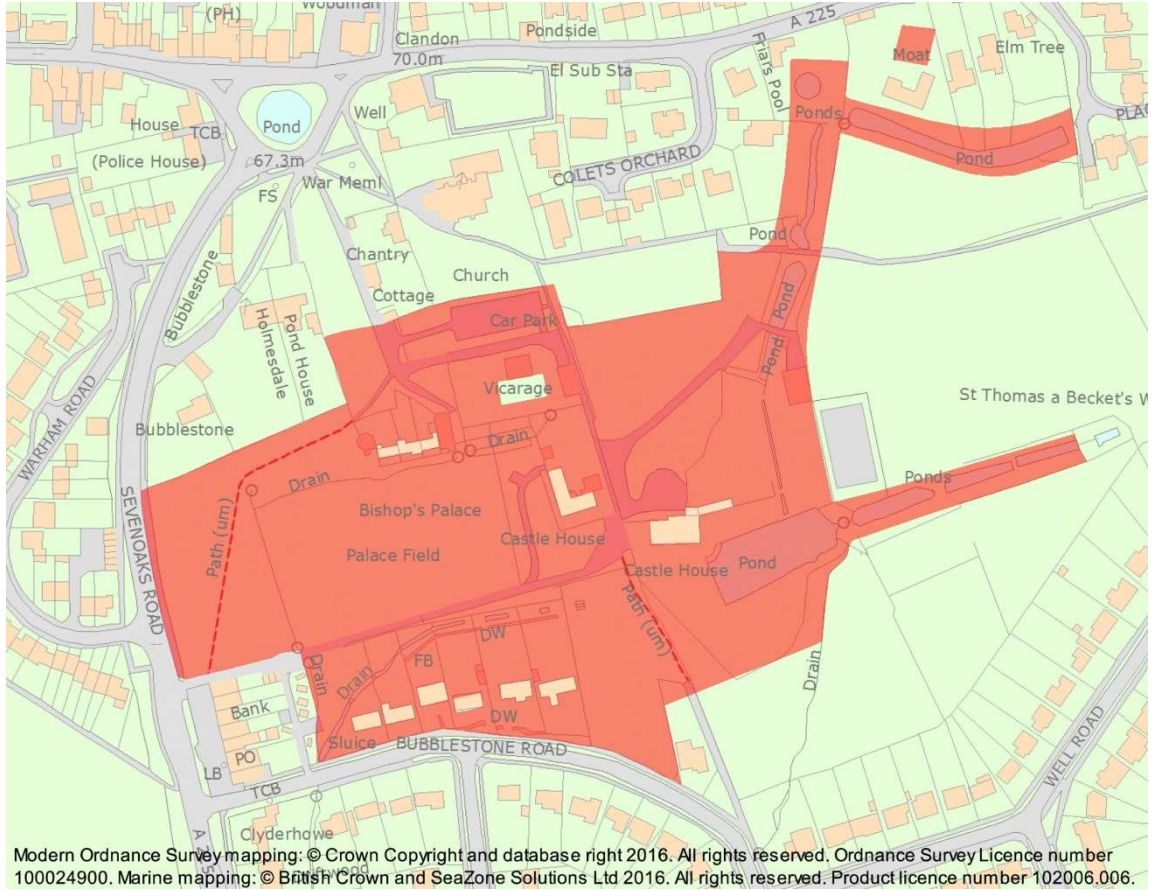 Woodman
(PH)
Clandon
70.0m
Pondside
A 225
El Sub Sta
Friars Pool
Moat
Elm Tree
Well
House
TCB
Pond
Ponds
(Police House)
67.3m
War Meml
FS
COLETS ORCHARD
Pond
Pond
Chantry
Church
Cottage
Car Park
Bubblestone
Holmesdale
Pond House
Pond
Pond
Vicarage
St Thomas a Becket's W
WARHAM ROAD
Bubblestone
SEVENOAKS ROAD
Drain
Drain
Ponds
Path (um)
Bishop's Palace
Palace Field
Castle House
Castle House
Pond
Path (um)
DW
FB
Drain
Drain
Drain
Bank
DW
Sluice
BUBBLESTONE ROAD
PO
LB
TCB
WELL ROAD
Clyderhowe
Modern Ordnance Survey mapping: © Crown Copyright and database right 2016. All rights reserved. Ordnance Survey Licence number
100024900. Marine mapping: © British Crown and SeaZone Solutions Ltd 2016. All rights reserved. Product licence number 102006.006.